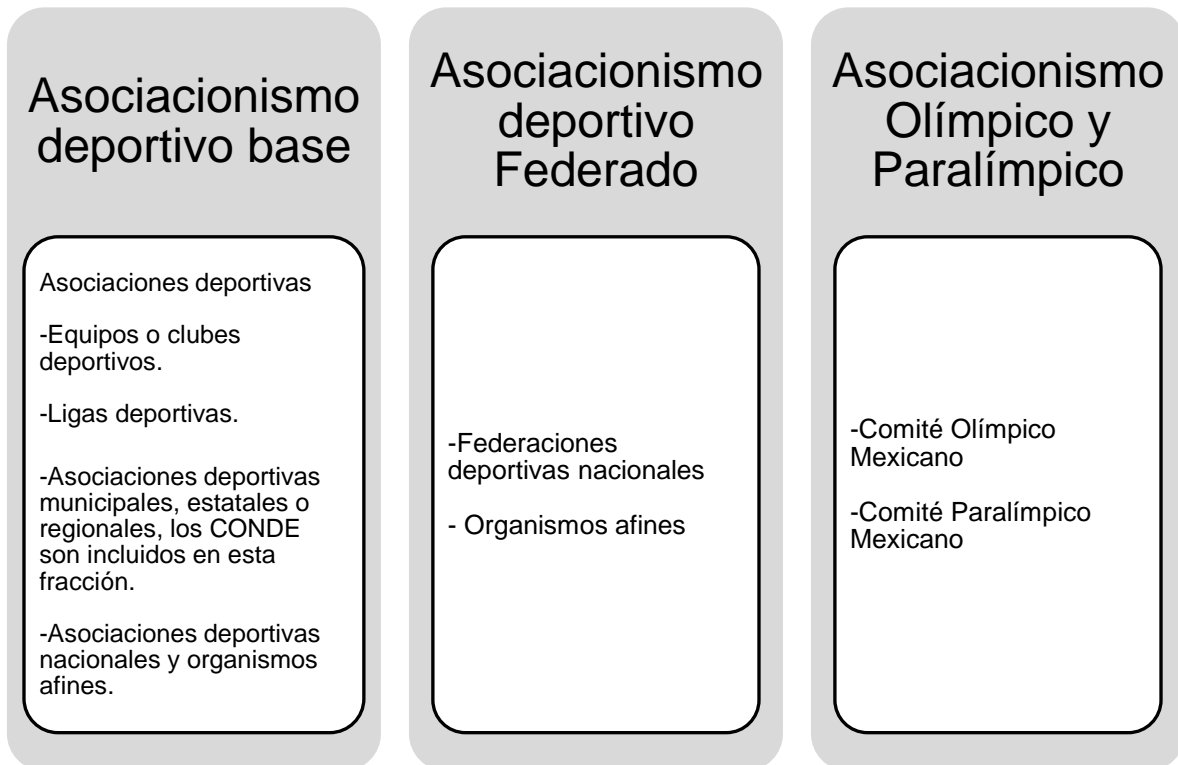 Asociacionismo
deportivo base
Asociaciones deportivas
-Equipos o clubes
deportivos.
-Ligas deportivas.
-Asociaciones deportivas
municipales, estatales o
regionales, los CONDE
son incluidos en esta
fracción.
-Asociaciones deportivas
nacionales y organismos
afines.
Asociacionismo
deportivo
Federado
-Federaciones
deportivas nacionales
- Organismos afines
Asociacionismo
Olímpico y
Paralímpico
-Comité Olímpico
Mexicano
-Comité Paralímpico
Mexicano